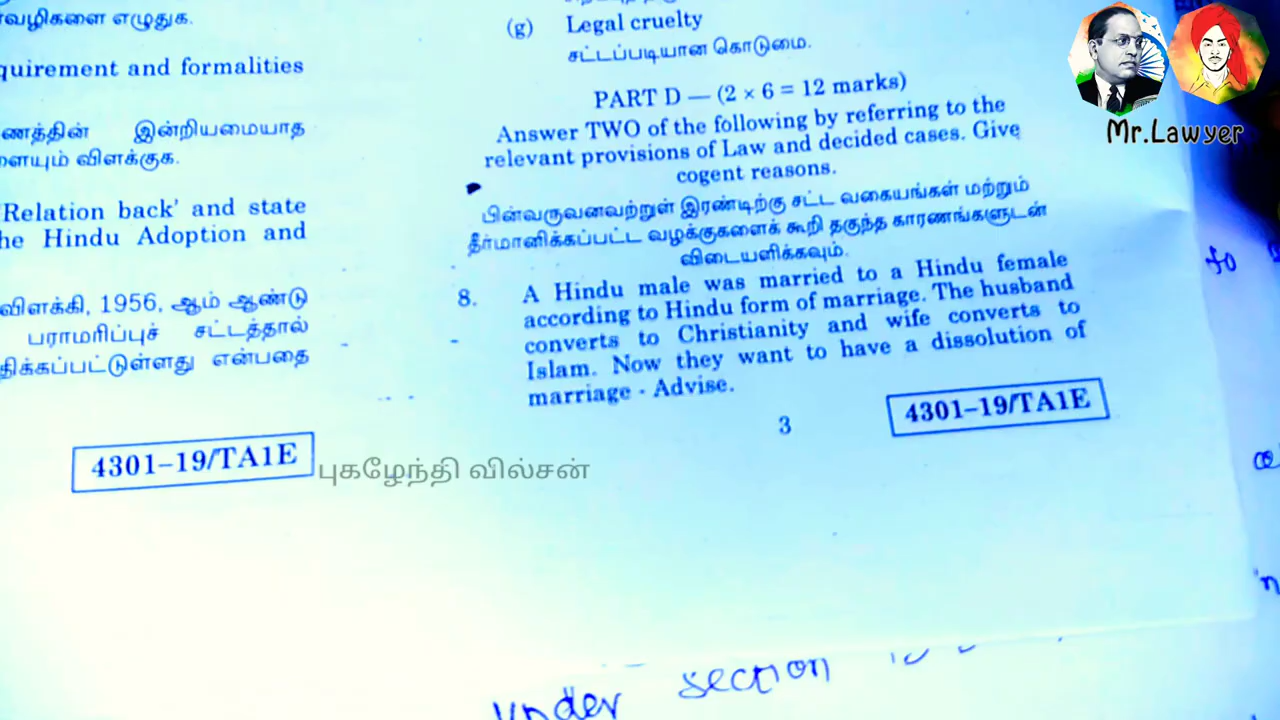 வழிகளை எழுதுக.
quirement and formalities
ணத்தின் இன்றியமையாத
ளையும் விளக்குக.
'Relation back' and state
he Hindu Adoption and
விளக்கி, 1956, ஆம் ஆண்டு
பராமரிப்புச் சட்டத்தால்
திக்கப்பட்டுள்ளது என்பதை
4301–19/TA1E
(g) Legal cruelty
சட்டப்படியான கொடுமை.
PART D — (2 × 6 = 12 marks)
Answer TWO of the following by referring to the
relevant provisions of Law and decided cases. Give
cogent reasons.
பின்வருவனவற்றுள் இரண்டிற்கு சட்ட வகையங்கள் மற்றும்
தீர்மானிக்கப்பட்ட வழக்குகளைக் கூறி தகுந்த காரணங்களுடன்
விடையளிக்கவும்.
8. A Hindu male was married to a Hindu female
according to Hindu form of marriage. The husband
converts to Christianity and wife converts to
Islam. Now they want to have a dissolution of
marriage - Advise.
3
4301–19/TA1E
புகழேந்தி வில்சன்
Mr.Lawyer
to
under section